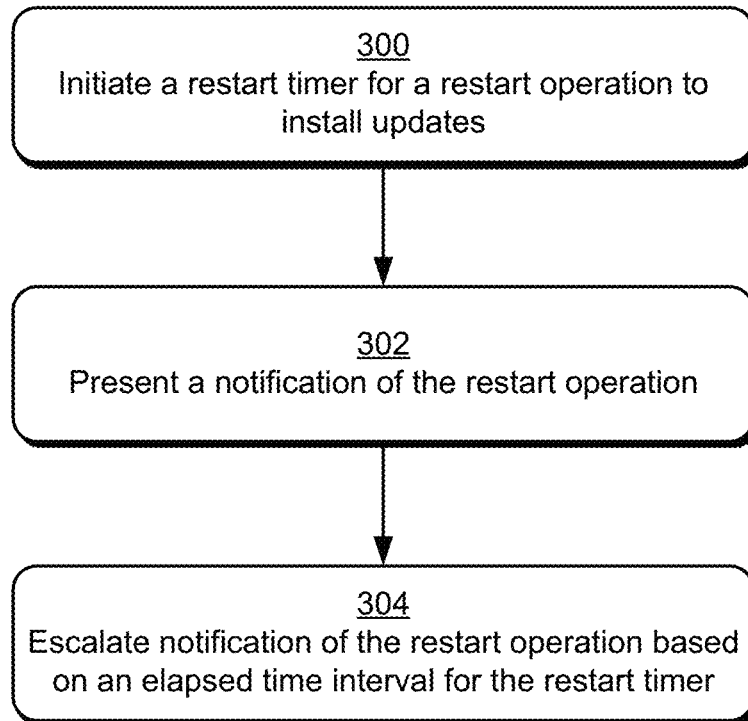 300
Initiate a restart timer for a restart operation to
install updates
302
Present a notification of the restart operation
304
Escalate notification of the restart operation based
on an elapsed time interval for the restart timer